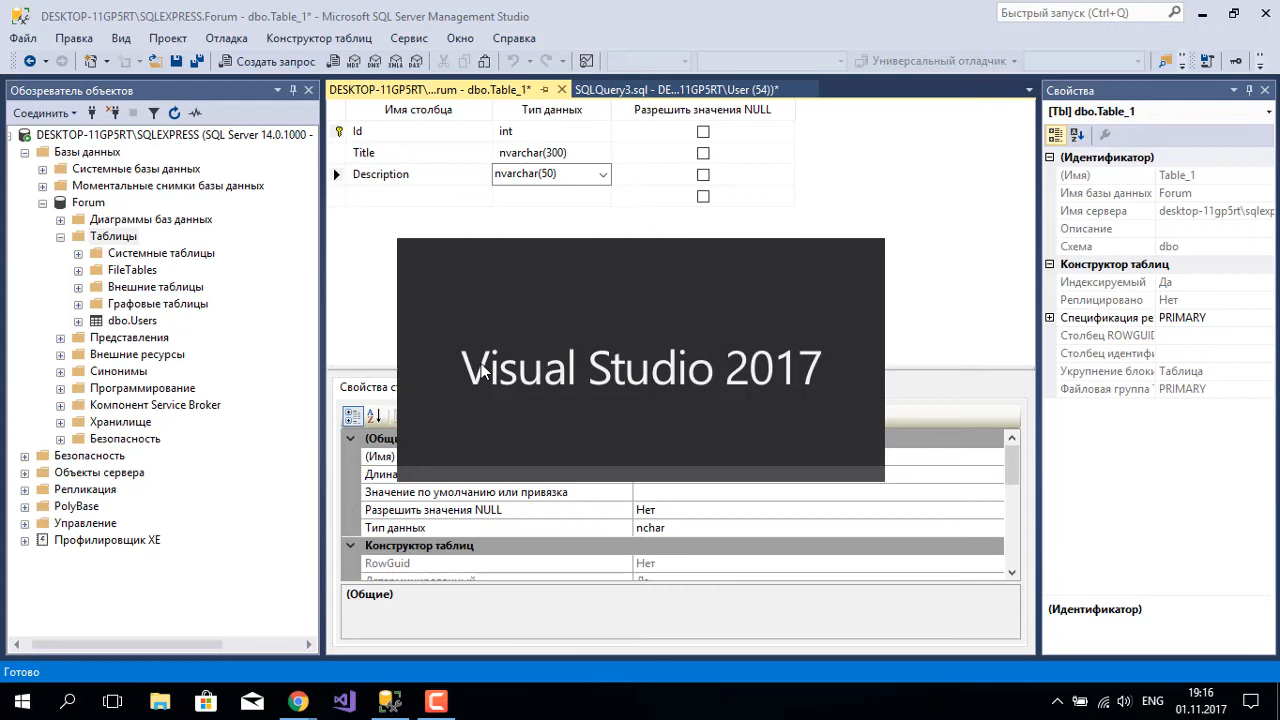 DESKTOP-11GP5RT\SQLEXPRESS.Forum - dbo.Table_1* - Microsoft SQL Server Management Studio
Быстрый запуск (Ctrl+Q)
Файл Правка Вид Проект Отладка Конструктор таблиц Сервис Окно Справка
Создать запрос
Универсальный отладчик
Обозреватель объектов
Соединить
DESKTOP-11GP5RT\SQLEXPRESS (SQL Server 14.0.1000 -
Базы данных
Системные базы данных
Моментальные снимки базы данных
Forum
Диаграммы баз данных
Таблицы
Системные таблицы
FileTables
Внешние таблицы
Графовые таблицы
dbo.Users
Представления
Внешние ресурсы
Синонимы
Программирование
Компонент Service Broker
Хранилище
Безопасность
Безопасность
Объекты сервера
Репликация
PolyBase
Управление
Профилировщик XE
DESKTOP-11GP5RT\...rum - dbo.Table_1*
SQLQuery3.sql - DE...11GP5RT\User (54))*
Имя столбца Тип данных Разрешить значения NULL
Id int
Title nvarchar(300)
Description nvarchar(50)
Visual Studio 2017
Свойства ст
(Общи
(Имя)
Длина
Значение по умолчанию или привязка
Разрешить значения NULL Нет
Тип данных nchar
Конструктор таблиц
RowGuid Нет
(Общие)
Свойства
[Tbl] dbo.Table_1
(Идентификатор)
(Имя) Table_1
Имя базы данных Forum
Имя сервера desktop-11gp5rt\sqlexp
Описание
Схема dbo
Конструктор таблиц
Индексируемый Да
Реплицировано Нет
Спецификация ре PRIMARY
Столбец ROWGUID
Столбец идентифи
Укрупнение блоки Таблица
Файловая группа T PRIMARY
(Идентификатор)
Готово
ENG
19:16
01.11.2017